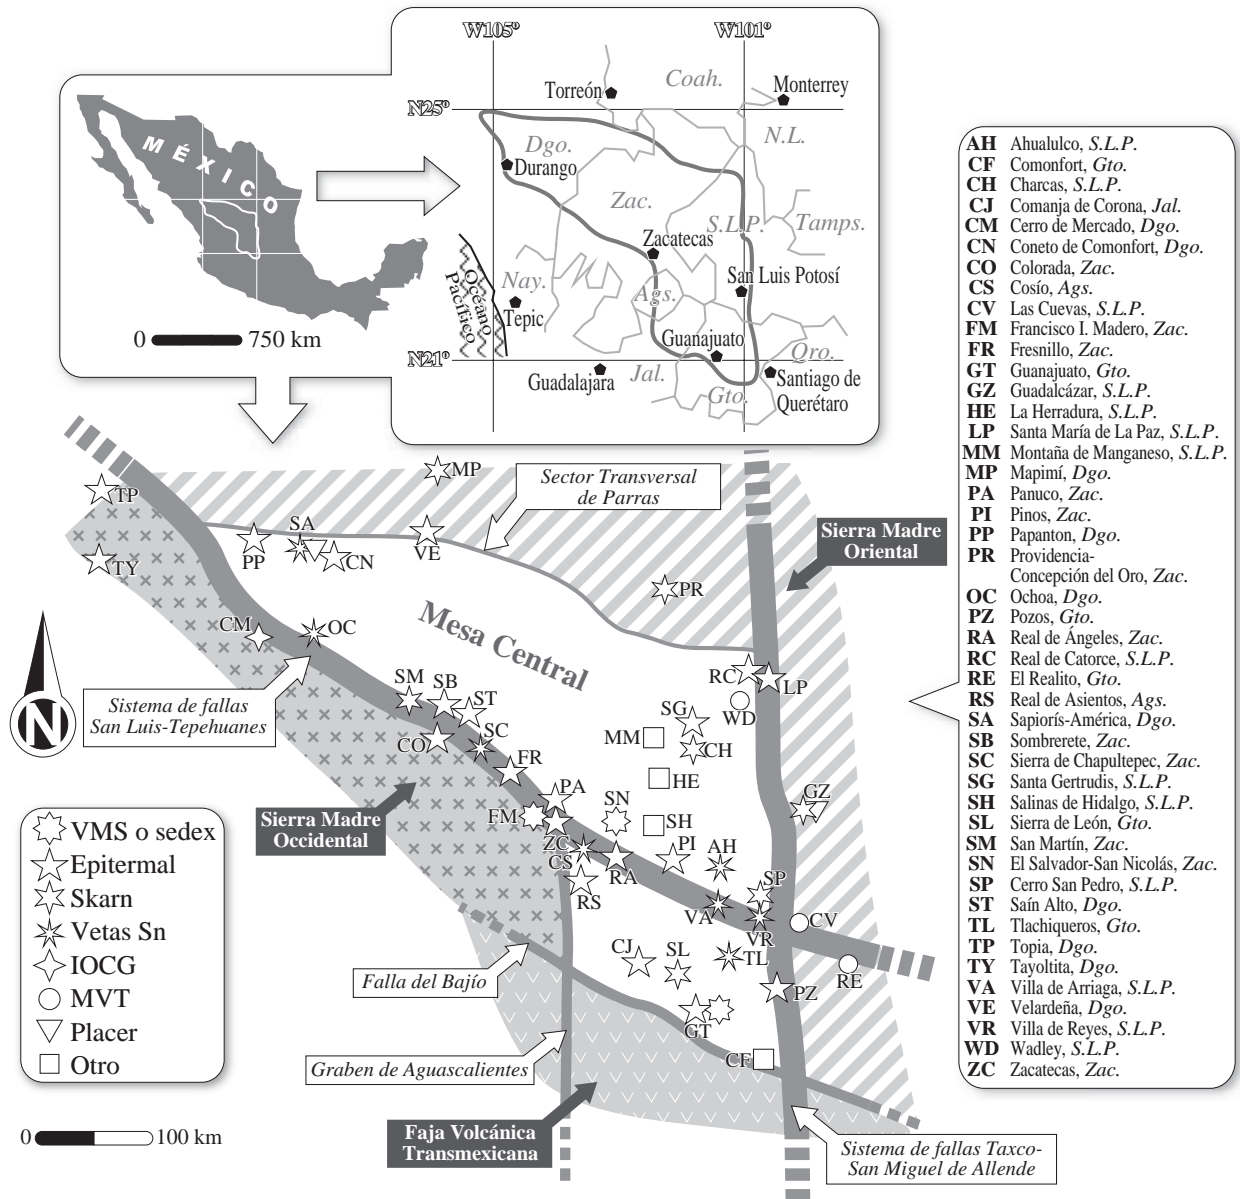 W105º
W101º
Coah.
Torreón
Monterrey
N25º
N.L.
Dgo.
Durango
Zac.
S.L.P.
Tamps.
Zacatecas
Nay.
Ags.
San Luis Potosí
Océano
Pacífico
Tepic
Guanajuato
N21º
Qro.
Jal.
Guadalajara
Gto.
Santiago de
Querétaro
MÉXICO
0 750 km
AH Ahualulco, S.L.P.
CF Comonfort, Gto.
CH Charcas, S.L.P.
CJ Comanja de Corona, Jal.
CM Cerro de Mercado, Dgo.
CN Coneto de Comonfort, Dgo.
CO Colorada, Zac.
CS Cosío, Ags.
CV Las Cuevas, S.L.P.
FM Francisco I. Madero, Zac.
FR Fresnillo, Zac.
GT Guanajuato, Gto.
GZ Guadalcázar, S.L.P.
HE La Herradura, S.L.P.
LP Santa María de La Paz, S.L.P.
MM Montaña de Manganeso, S.L.P.
MP Mapimí, Dgo.
PA Panuco, Zac.
PI Pinos, Zac.
PP Papanton, Dgo.
PR Providencia-
Concepción del Oro, Zac.
OC Ochoa, Dgo.
PZ Pozos, Gto.
RA Real de Ángeles, Zac.
RC Real de Catorce, S.L.P.
RE El Realito, Gto.
RS Real de Asientos, Ags.
SA Sapiorís-América, Dgo.
SB Sombrerete, Zac.
SC Sierra de Chapultepec, Zac.
SG Santa Gertrudis, S.L.P.
SH Salinas de Hidalgo, S.L.P.
SL Sierra de León, Gto.
SM San Martín, Zac.
SN El Salvador-San Nicolás, Zac.
SP Cerro San Pedro, S.L.P.
ST Saín Alto, Dgo.
TL Tlachiqueros, Gto.
TP Topia, Dgo.
TY Tayoltita, Dgo.
VA Villa de Arriaga, S.L.P.
VE Velardeña, Dgo.
VR Villa de Reyes, S.L.P.
WD Wadley, S.L.P.
ZC Zacatecas, Zac.
MP
TP
Sector Transversal
de Parras
SA
PP
CN
VE
Sierra Madre
Oriental
TY
PR
Mesa Central
CM
OC
RC
LP
SM
SB
ST
Sistema de fallas
San Luis-Tepehuanes
WD
SG
N
CO
SC
MM
CH
FR
HE
PA
GZ
SN
FM
SH
Sierra Madre
Occidental
ZC
CS
RA
PI
AH
SP
RS
VA
VR
CV
CJ
SL
TL
RE
Falla del Bajío
PZ
GT
CF
Graben de Aguascalientes
Faja Volcánica
Transmexicana
Sistema de fallas Taxco-
San Miguel de Allende
VMS o sedex
Epitermal
Skarn
Vetas Sn
IOCG
MVT
Placer
Otro
0 100 km